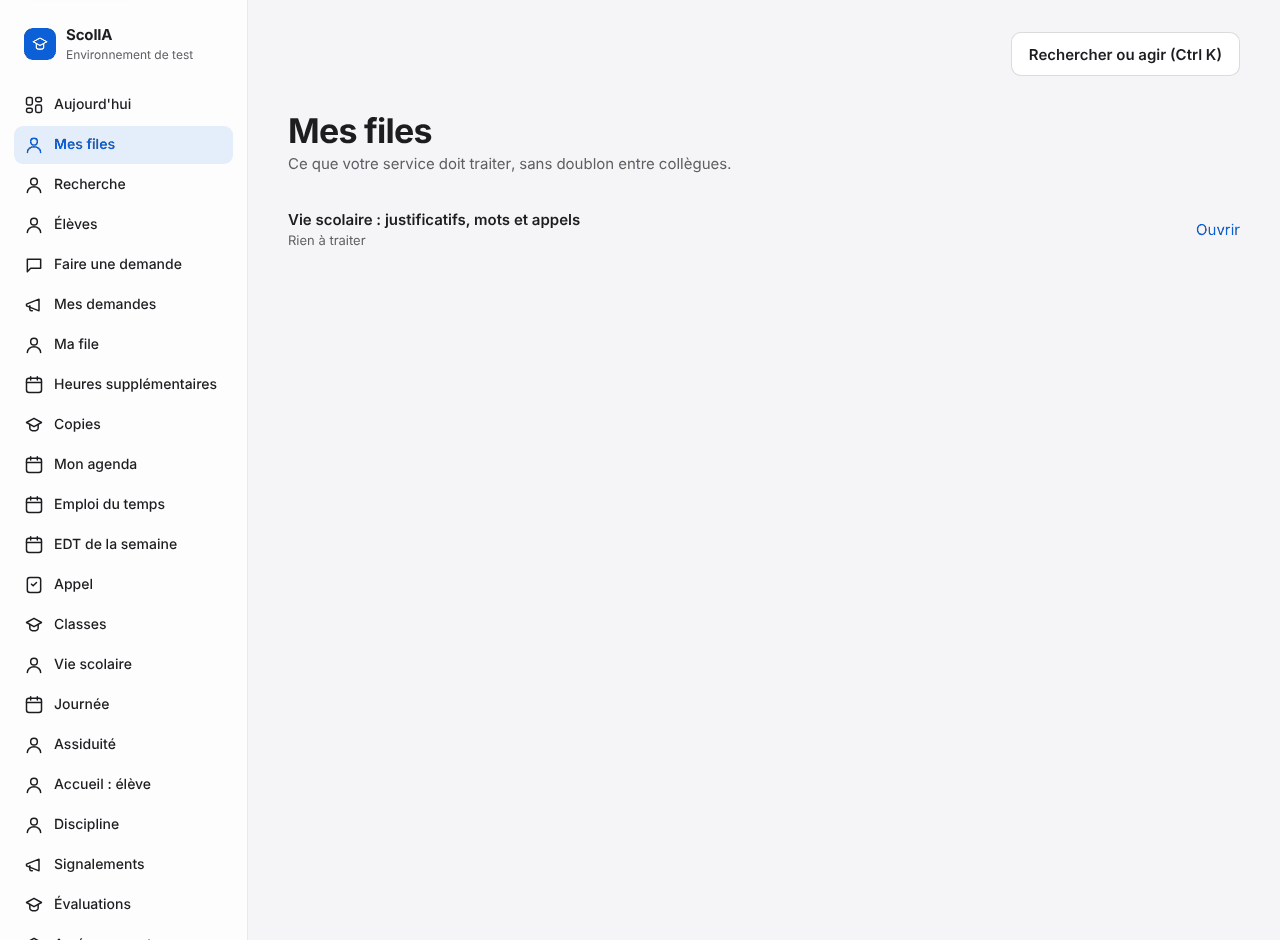 ScolIA
Environnement de test
Rechercher ou agir (Ctrl K)
Aujourd'hui
Mes files
Recherche
Élèves
Faire une demande
Mes demandes
Ma file
Heures supplémentaires
Copies
Mon agenda
Emploi du temps
EDT de la semaine
Appel
Classes
Vie scolaire
Journée
Assiduité
Accueil : élève
Discipline
Signalements
Évaluations
Mes files
Ce que votre service doit traiter, sans doublon entre collègues.
Vie scolaire : justificatifs, mots et appels
Rien à traiter
Ouvrir